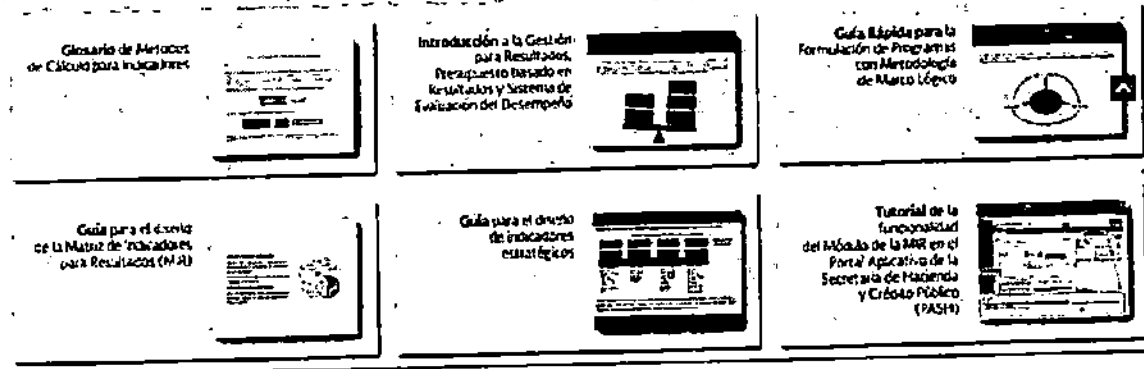 Glosario de Métodos
de Cálculo para Indicadores
Introducción a la Gestión
para Resultados,
Presupuesto basado en
Resultados y Sistema de
Evaluación del Desempeño
Guía Rápida para la
Formulación de Programas
con Metodología
de Marco Lógico
Guía para el diseño
de la Matriz de Indicadores
para Resultados (MIR)
Guía para el diseño
de indicadores
estratégicos
Tutorial de la
funcionalidad
del Módulo de la MIR en el
Portal Aplicativo de la
Secretaría de Hacienda
y Crédito Público
(PASH)